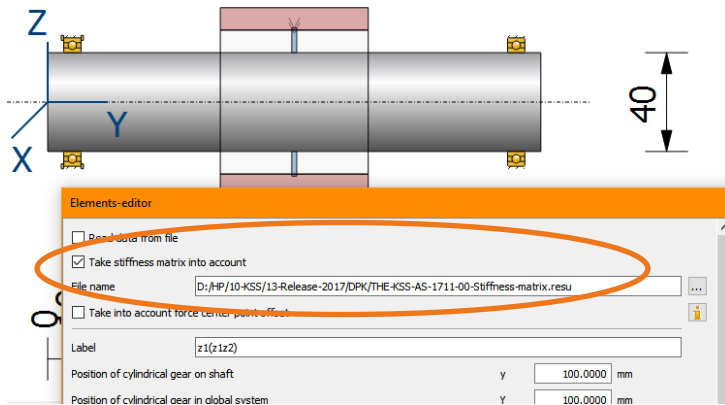 Z
Y
X
40
Elements-editor
Read data from file
Take stiffness matrix into account
File name D:/HP/10-KSS/13-Release-2017/DPK/THE-KSS-AS-1711-00-Stiffness-matrix.resu ...
Take into account force center point offset
Label z1(z1z2)
Position of cylindrical gear on shaft y 100.0000 mm
Position of cylindrical gear in global system Y 100.0000 mm